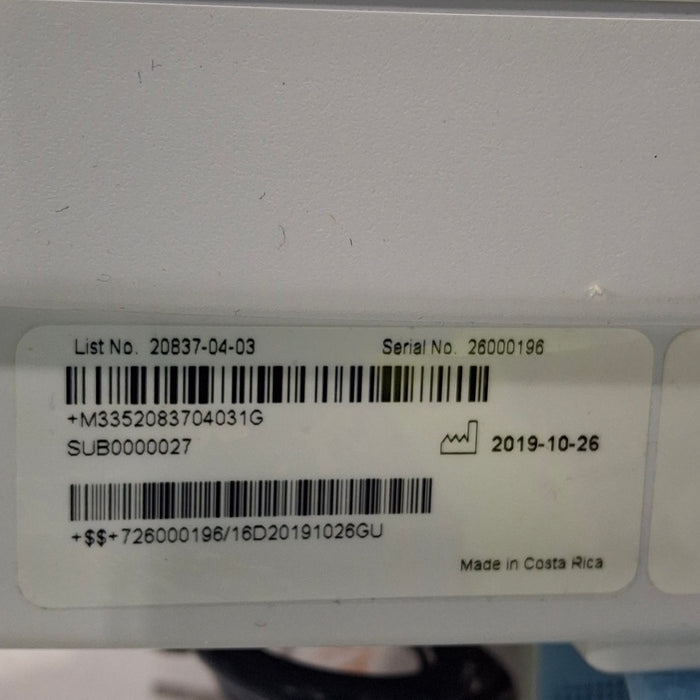 List No. 20837-04-03 Serial No. 26000196
+M3352083704031G
SUB0000027
2019-10-26
+$$+726000196/16D20191026GU
Made in Costa Rica